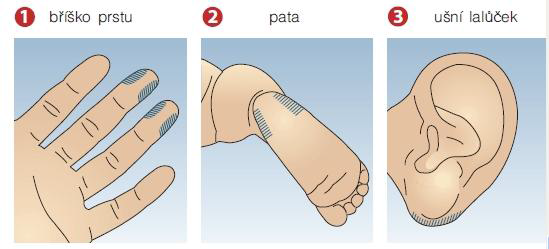 1 bříško prstu
2 pata
3 ušní lalůček